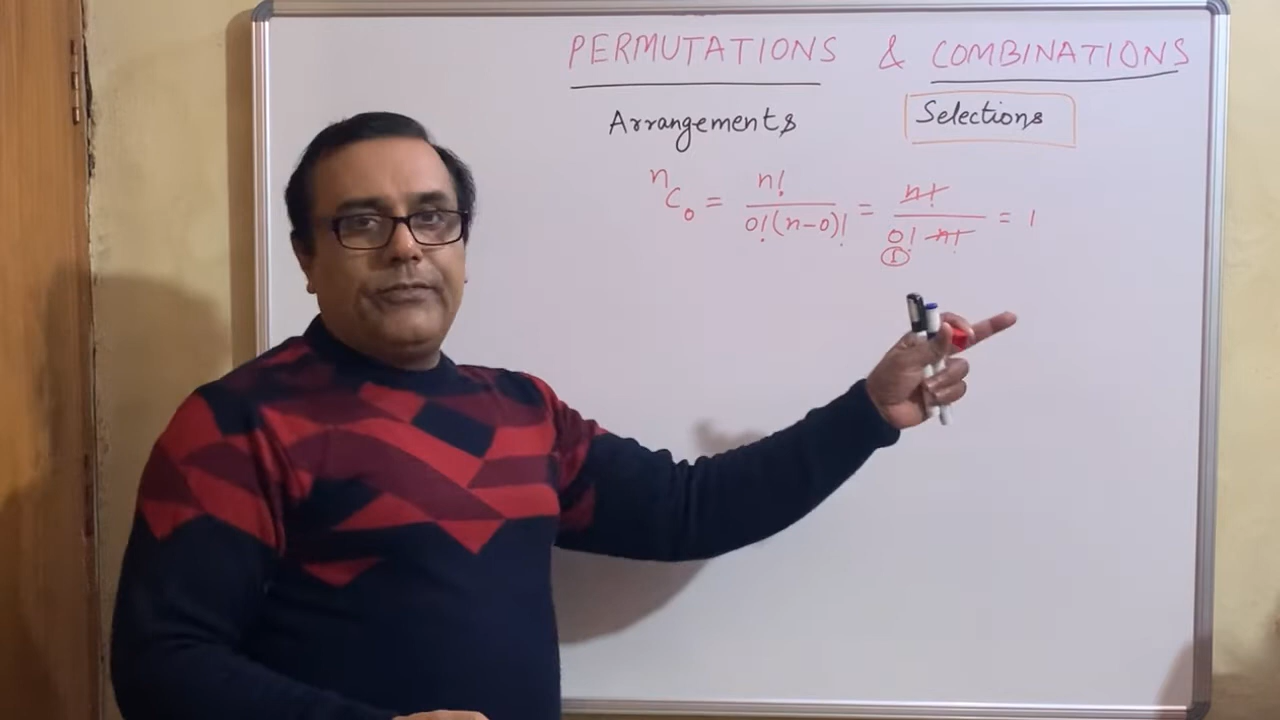 PERMUTATIONS & COMBINATIONS
Arrangements Selections
ⁿC₀ = n! / 0!(n-0)! = n! / 0! n! = 1
1